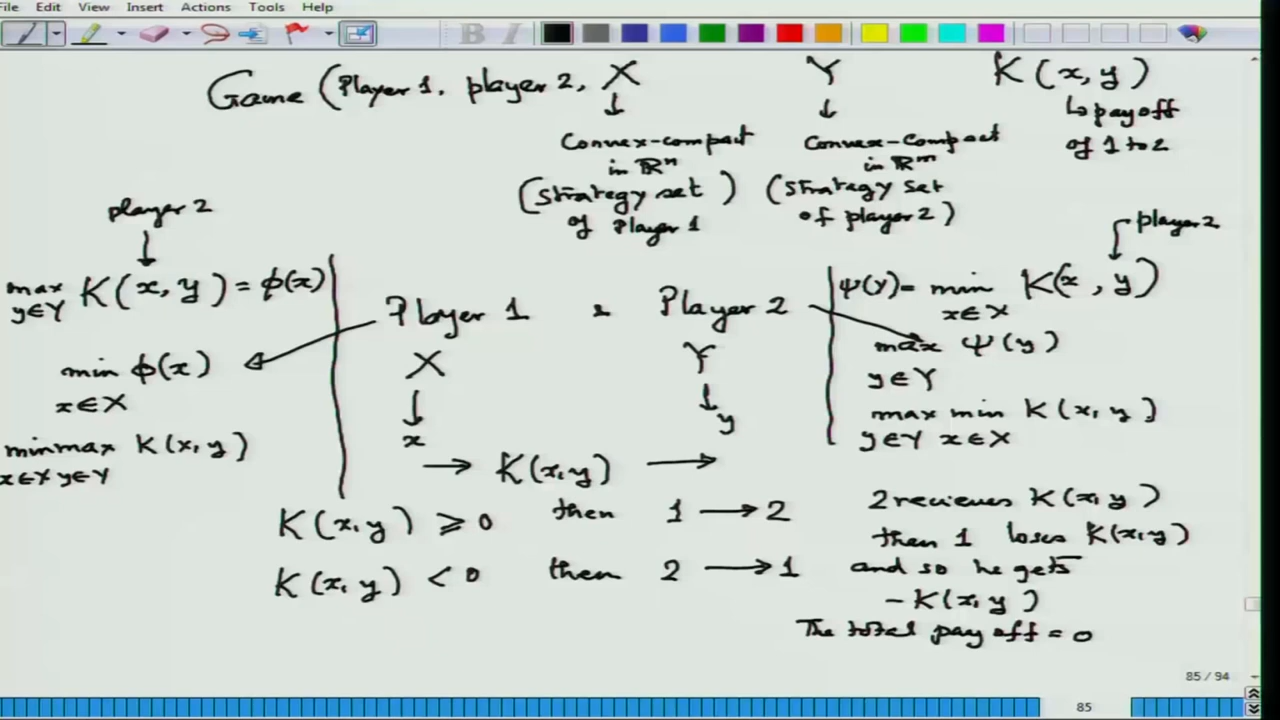 File Edit View Insert Actions Tools Help
B I
Game (Player 1, player 2, X Y K(x, y)
↓ ↓ ↳ payoff
Convex-compact Convex-Compact of 1 to 2
in ℝⁿ in ℝᵐ
(Strategy set) (Strategy set
of Player 1 of player 2)
player 2
↓
max K(x, y) = φ(x)
y∈Y
min φ(x)
x∈X
minmax K(x, y)
x∈X y∈Y
Player 1 & Player 2
X Y
↓ ↓
x y
→ K(x, y) →
player 2
Ψ(y) = min K(x, y)
x∈X
max Ψ(y)
y∈Y
max min K(x, y)
y∈Y x∈X
K(x, y) ≥ 0 then 1 → 2
K(x, y) < 0 then 2 → 1
2 recieves K(x, y)
then 1 loses K(x, y)
and so he gets
- K(x, y)
The total pay off = 0
85 / 94
85